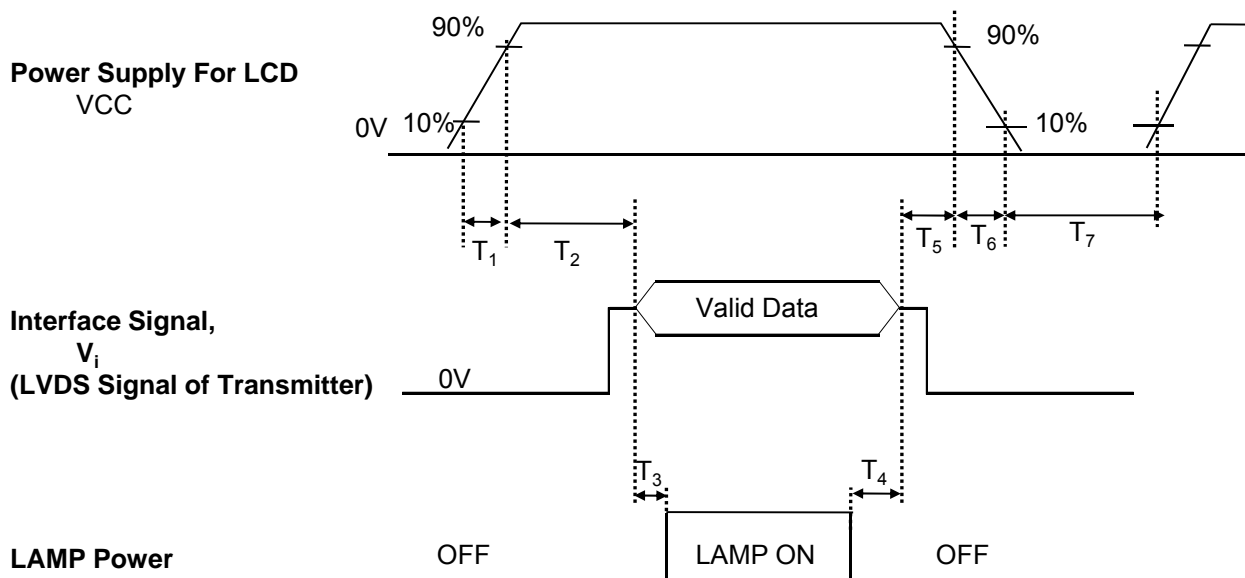 90%
90%
Power Supply For LCD
VCC
0V
10%
10%
T1
T2
T5
T6
T7
Interface Signal,
Vi
(LVDS Signal of Transmitter)
Valid Data
0V
T3
T4
LAMP Power
OFF
LAMP ON
OFF